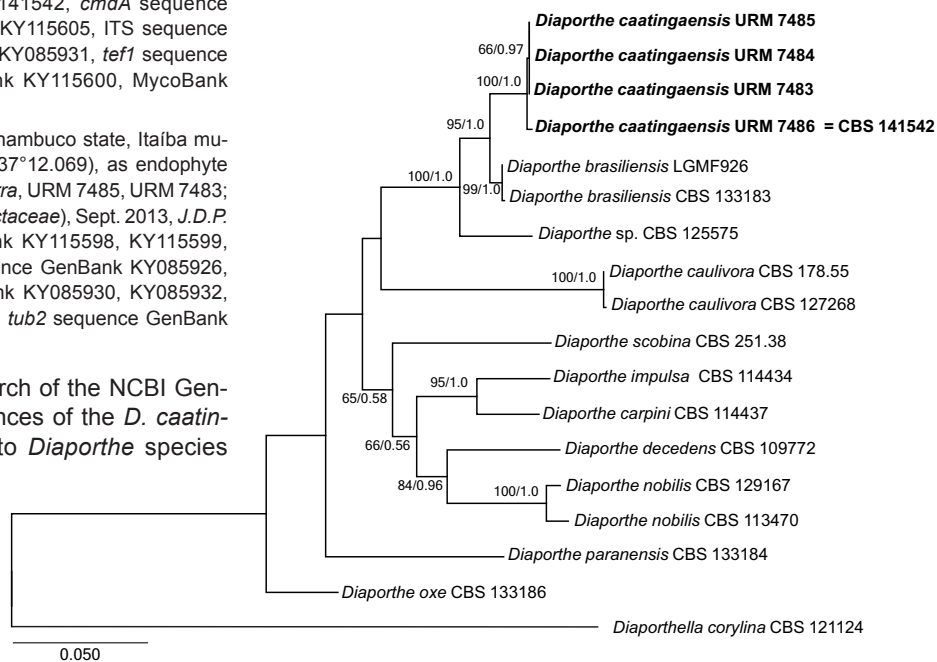 141542, cmdA sequence
KY115605, ITS sequence
KY085931, tef1 sequence
nk KY115600, MycoBank
nambuco state, Itaíba mu-
37°12.069), as endophyte
rra, URM 7485, URM 7483;
ctaceae), Sept. 2013, J.D.P.
nk KY115598, KY115599,
nce GenBank KY085926,
nk KY085930, KY085932,
tub2 sequence GenBank
rch of the NCBI Gen-
nces of the D. caatin-
to Diaporthe species
Diaporthe caatingaensis URM 7485
66/0.97
Diaporthe caatingaensis URM 7484
100/1.0
Diaporthe caatingaensis URM 7483
95/1.0
Diaporthe caatingaensis URM 7486 = CBS 141542
Diaporthe brasiliensis LGMF926
100/1.0
99/1.0
Diaporthe brasiliensis CBS 133183
Diaporthe sp. CBS 125575
100/1.0
Diaporthe caulivora CBS 178.55
Diaporthe caulivora CBS 127268
Diaporthe scobina CBS 251.38
95/1.0
Diaporthe impulsa CBS 114434
65/0.58
Diaporthe carpini CBS 114437
66/0.56
Diaporthe decedens CBS 109772
84/0.96
100/1.0
Diaporthe nobilis CBS 129167
Diaporthe nobilis CBS 113470
Diaporthe paranensis CBS 133184
Diaporthe oxe CBS 133186
Diaporthella corylina CBS 121124
0.050